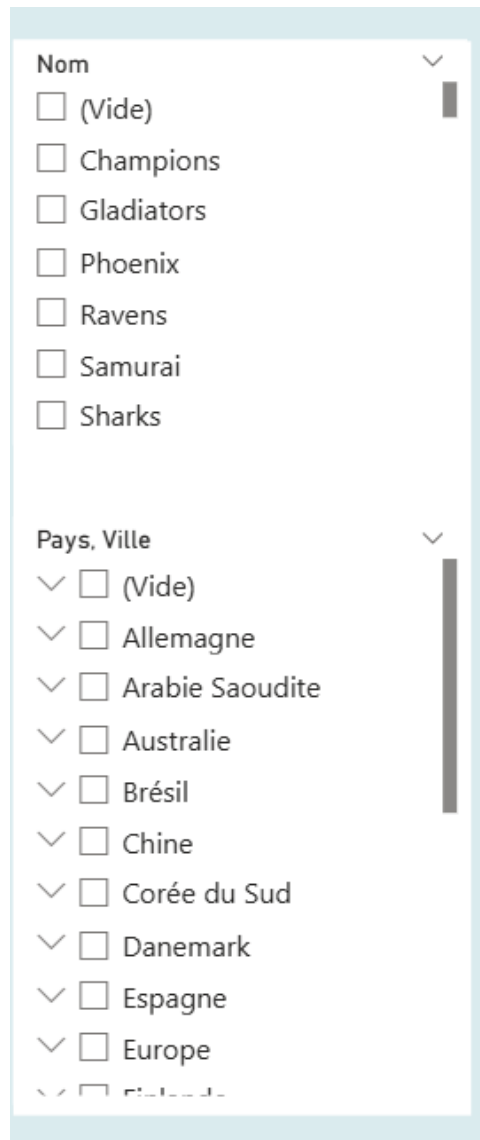 Nom
(Vide)
Champions
Gladiators
Phoenix
Ravens
Samurai
Sharks
Pays, Ville
(Vide)
Allemagne
Arabie Saoudite
Australie
Brésil
Chine
Corée du Sud
Danemark
Espagne
Europe